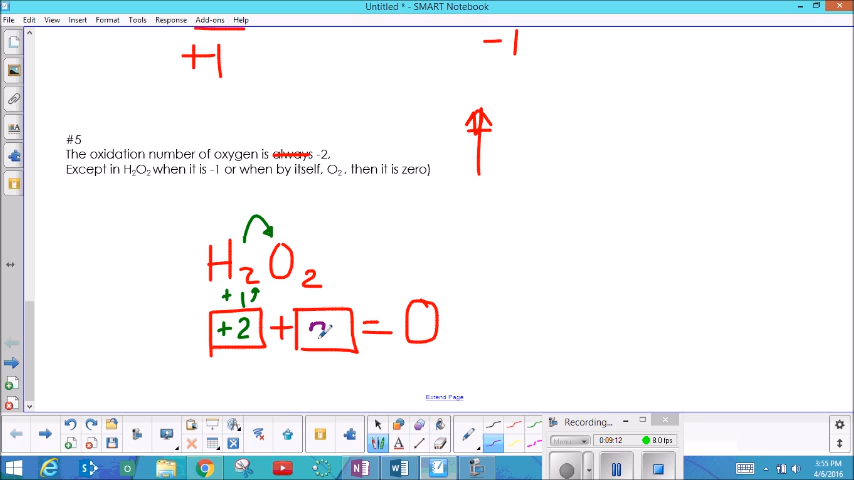 Untitled * - SMART Notebook
File Edit View Insert Format Tools Response Add-ons Help
+1
-1
#5
The oxidation number of oxygen is always -2,
Except in H₂O₂ when it is -1 or when by itself, O₂ , then it is zero)
H₂O₂
+1
+2 + = 0
Extend Page
Recording...
Menu
0:09:12
8.0 fps
3:55 PM
4/6/2016